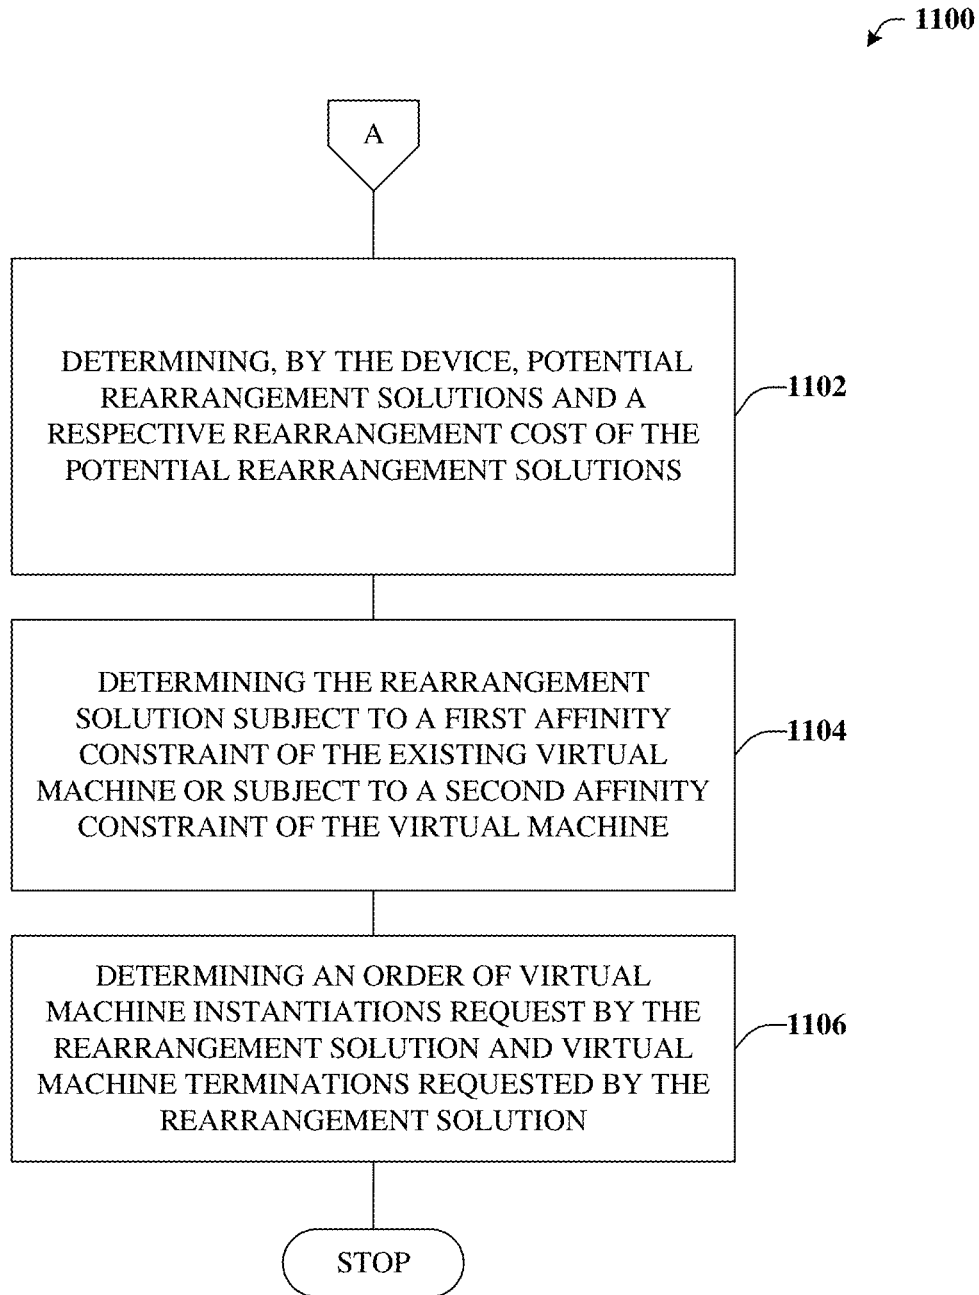 1100
A
DETERMINING, BY THE DEVICE, POTENTIAL
REARRANGEMENT SOLUTIONS AND A
RESPECTIVE REARRANGEMENT COST OF THE
POTENTIAL REARRANGEMENT SOLUTIONS
1102
DETERMINING THE REARRANGEMENT
SOLUTION SUBJECT TO A FIRST AFFINITY
CONSTRAINT OF THE EXISTING VIRTUAL
MACHINE OR SUBJECT TO A SECOND AFFINITY
CONSTRAINT OF THE VIRTUAL MACHINE
1104
DETERMINING AN ORDER OF VIRTUAL
MACHINE INSTANTIATIONS REQUEST BY THE
REARRANGEMENT SOLUTION AND VIRTUAL
MACHINE TERMINATIONS REQUESTED BY THE
REARRANGEMENT SOLUTION
1106
STOP